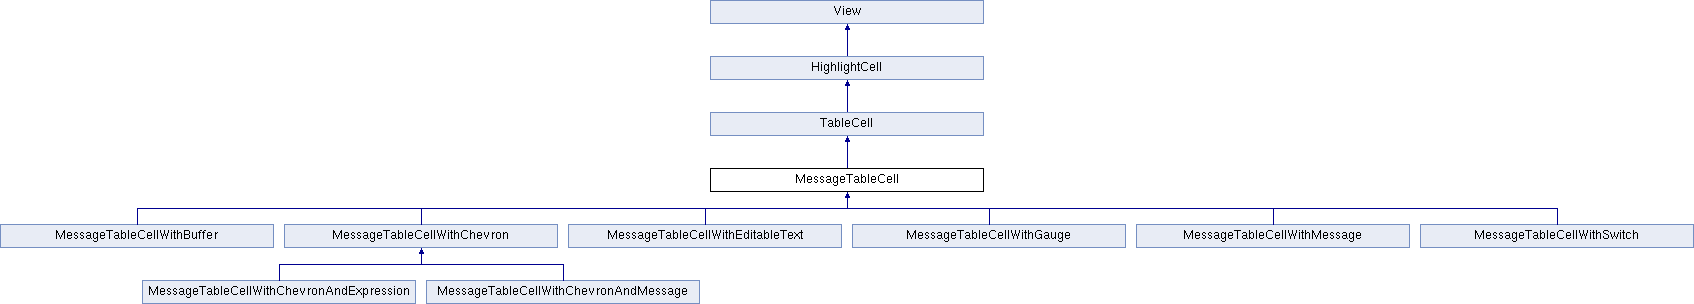 View
HighlightCell
TableCell
MessageTableCell
MessageTableCellWithBuffer
MessageTableCellWithChevron
MessageTableCellWithEditableText
MessageTableCellWithGauge
MessageTableCellWithMessage
MessageTableCellWithSwitch
MessageTableCellWithChevronAndExpression
MessageTableCellWithChevronAndMessage